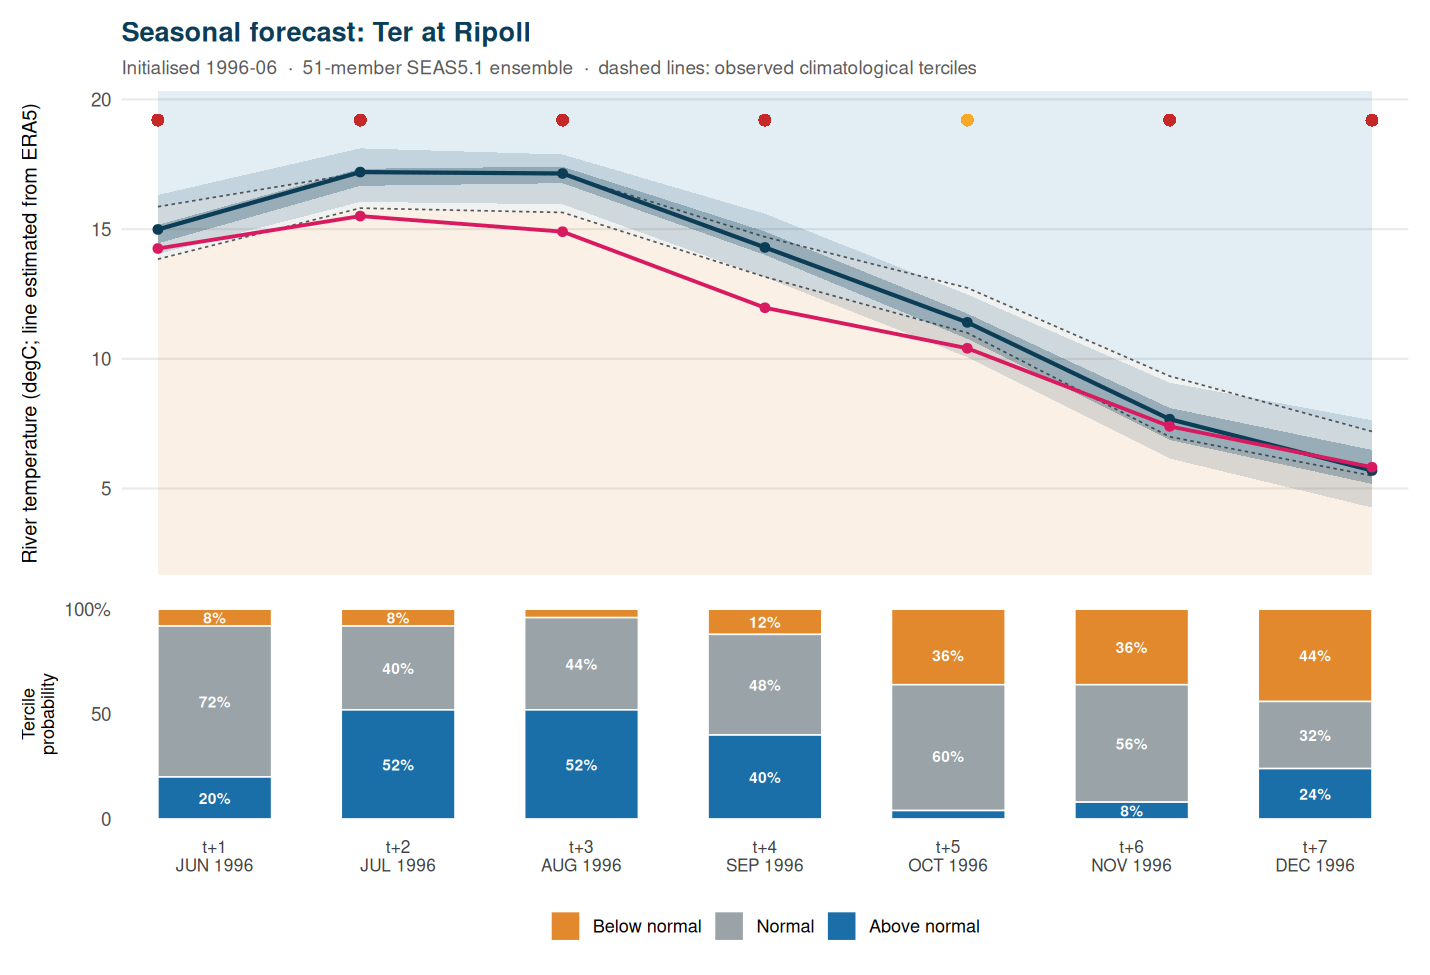 Seasonal forecast: Ter at Ripoll
Initialised 1996-06 · 51-member SEAS5.1 ensemble · dashed lines: observed climatological terciles
River temperature (degC; line estimated from ERA5)
20
15
10
5
Tercile
probability
100%
50
0
8% 8% 12% 36% 36% 44%
72% 40% 44% 48% 60% 56% 32%
20% 52% 52% 40% 8% 24%
t+1 t+2 t+3 t+4 t+5 t+6 t+7
JUN 1996 JUL 1996 AUG 1996 SEP 1996 OCT 1996 NOV 1996 DEC 1996
Below normal Normal Above normal